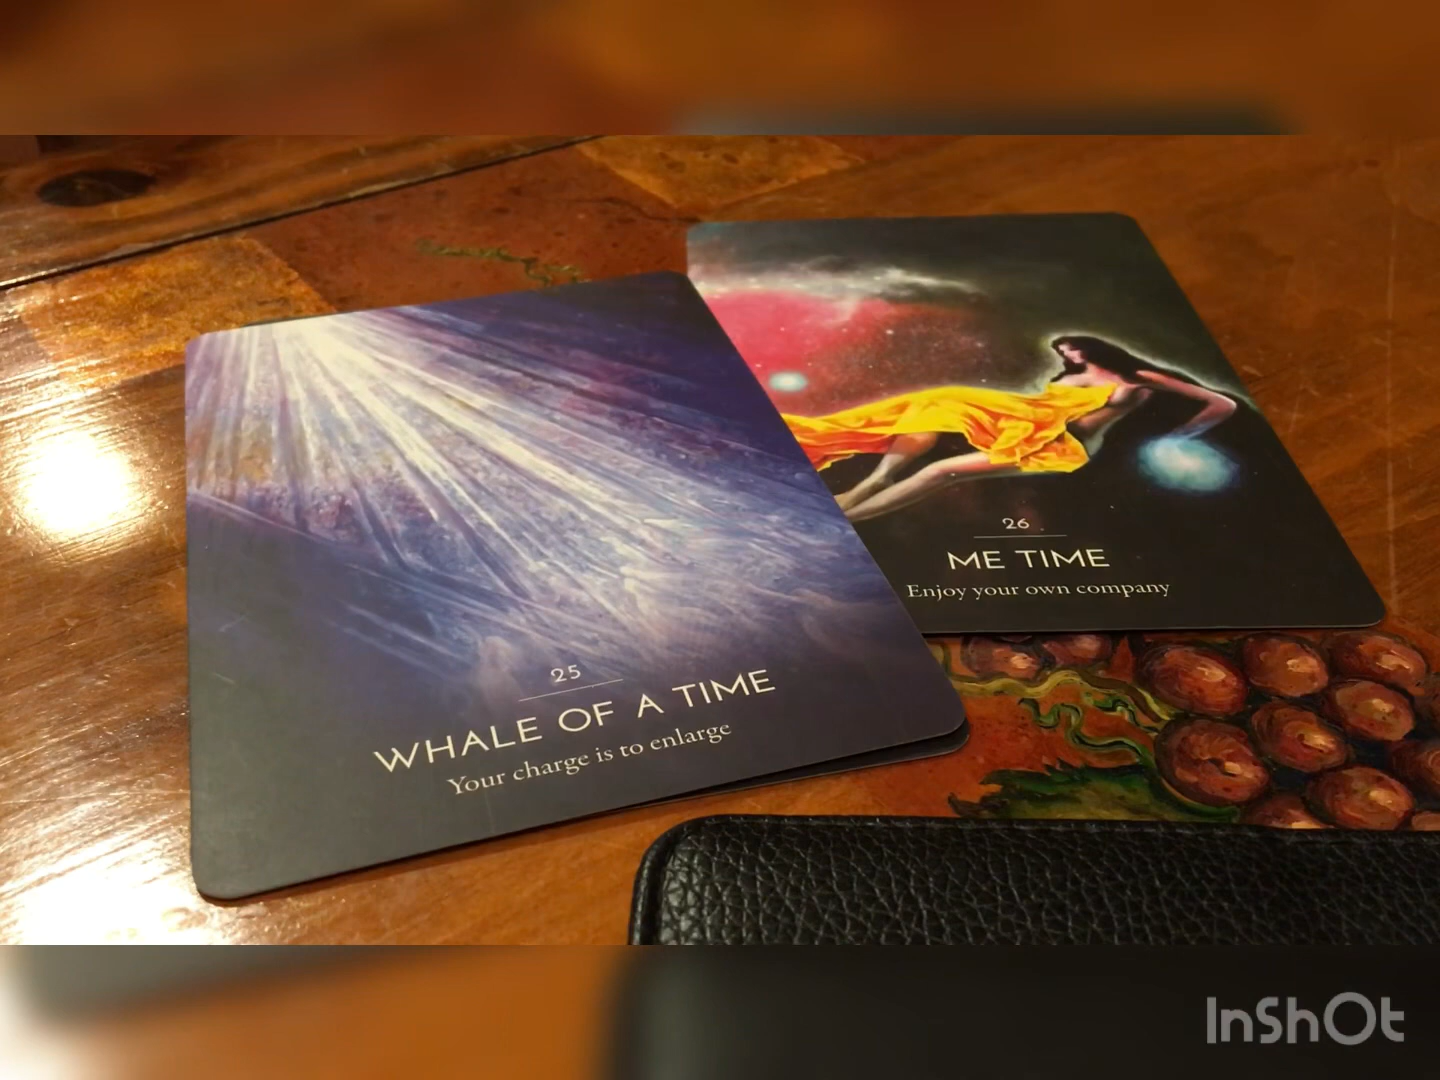 25
WHALE OF A TIME
Your charge is to enlarge
26
ME TIME
Enjoy your own company
InShOt